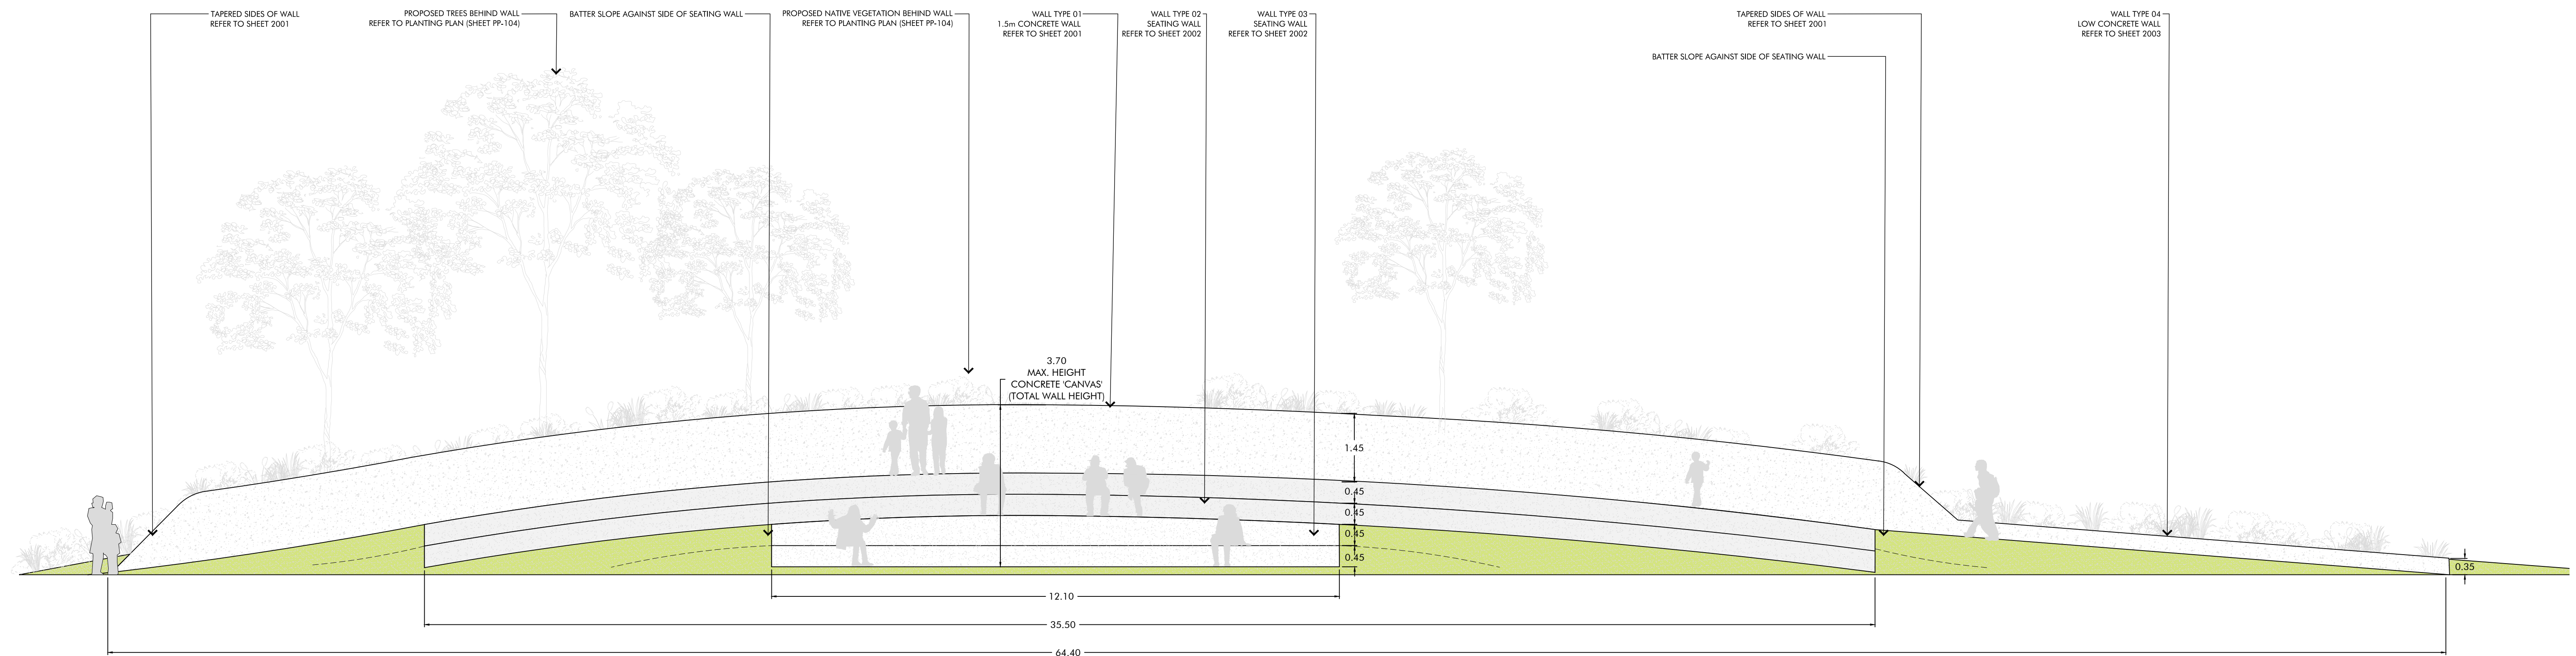 TAPERED SIDES OF WALL
REFER TO SHEET 2001
PROPOSED TREES BEHIND WALL
REFER TO PLANTING PLAN (SHEET PP-104)
BATTER SLOPE AGAINST SIDE OF SEATING WALL
PROPOSED NATIVE VEGETATION BEHIND WALL
REFER TO PLANTING PLAN (SHEET PP-104)
WALL TYPE 01
1.5m CONCRETE WALL
REFER TO SHEET 2001
WALL TYPE 02
SEATING WALL
REFER TO SHEET 2002
WALL TYPE 03
SEATING WALL
REFER TO SHEET 2002
TAPERED SIDES OF WALL
REFER TO SHEET 2001
BATTER SLOPE AGAINST SIDE OF SEATING WALL
WALL TYPE 04
LOW CONCRETE WALL
REFER TO SHEET 2003
3.70
MAX. HEIGHT
CONCRETE 'CANVAS'
(TOTAL WALL HEIGHT)
1.45
0.45
0.45
0.45
0.45
0.35
12.10
35.50
64.40